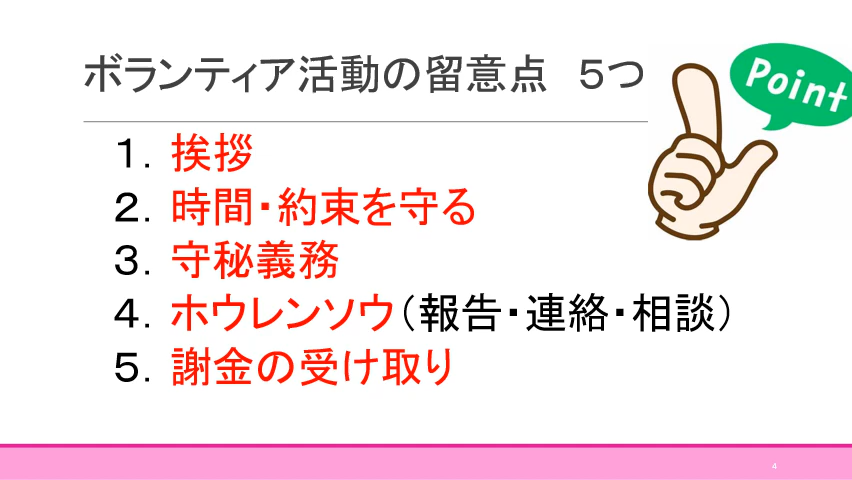 ボランティア活動の留意点　５つ
Point
１．挨拶
２．時間・約束を守る
３．守秘義務
４．ホウレンソウ（報告・連絡・相談）
５．謝金の受け取り
4